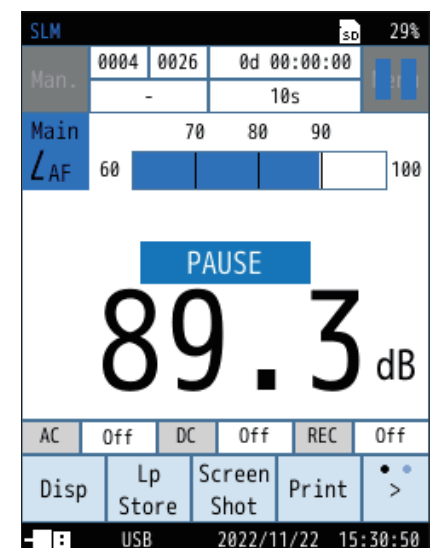 SLM SD 29%
Man. 0004 0026 0d 00:00:00
- 10s
Main 70 80 90
LAF 60 100
PAUSE
89.3 dB
AC Off DC Off REC Off
Disp Lp Store Screen Shot Print >
USB 2022/11/22 15:30:50